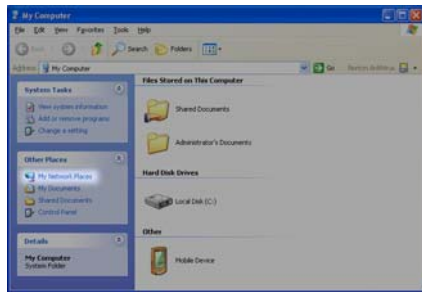 My Computer
File Edit View Favorites Tools Help
Back Search Folders
Address My Computer Go Norton AntiVirus
System Tasks
View system information
Add or remove programs
Change a setting
Other Places
My Network Places
My Documents
Shared Documents
Control Panel
Details
My Computer
System Folder
Files Stored on This Computer
Shared Documents
Administrator's Documents
Hard Disk Drives
Local Disk (C:)
Other
Mobile Device